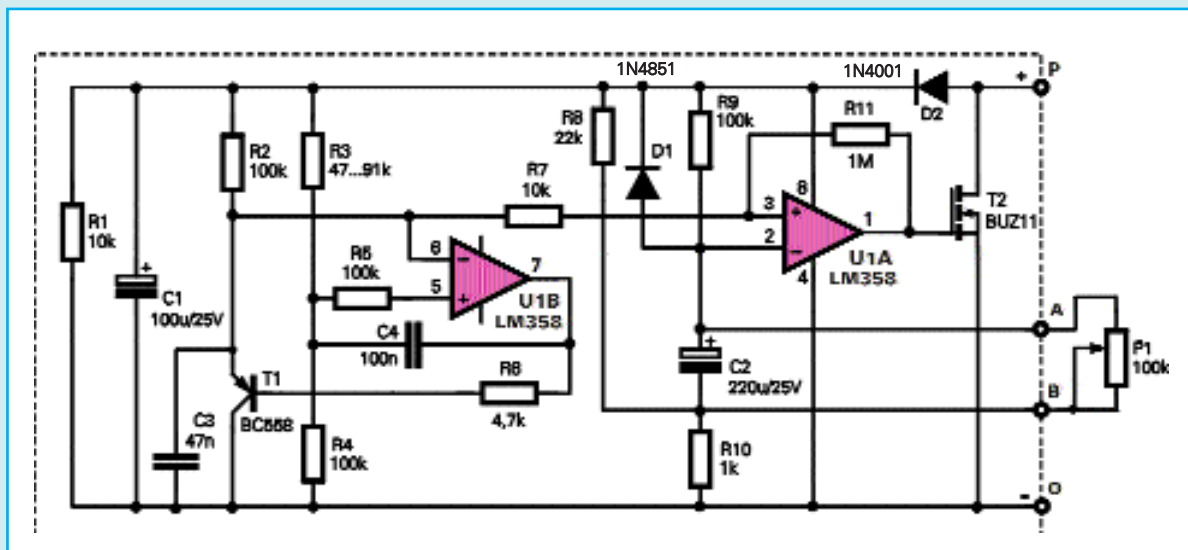 1N4851
1N4001
P
+
R9
100k
R8
22k
R11
1M
D2
D1
R2
100k
R3
47...91k
R7
10k
T2
BUZ11
8
3
+
1
2
-
4
U1A
LM358
R1
10k
6
-
7
5
+
U1B
LM358
R5
100k
+
C1
100u/25V
C4
100n
A
P1
100k
+
C2
220u/25V
R6
4,7k
T1
BC558
B
C3
47n
R4
100k
R10
1k
-
O